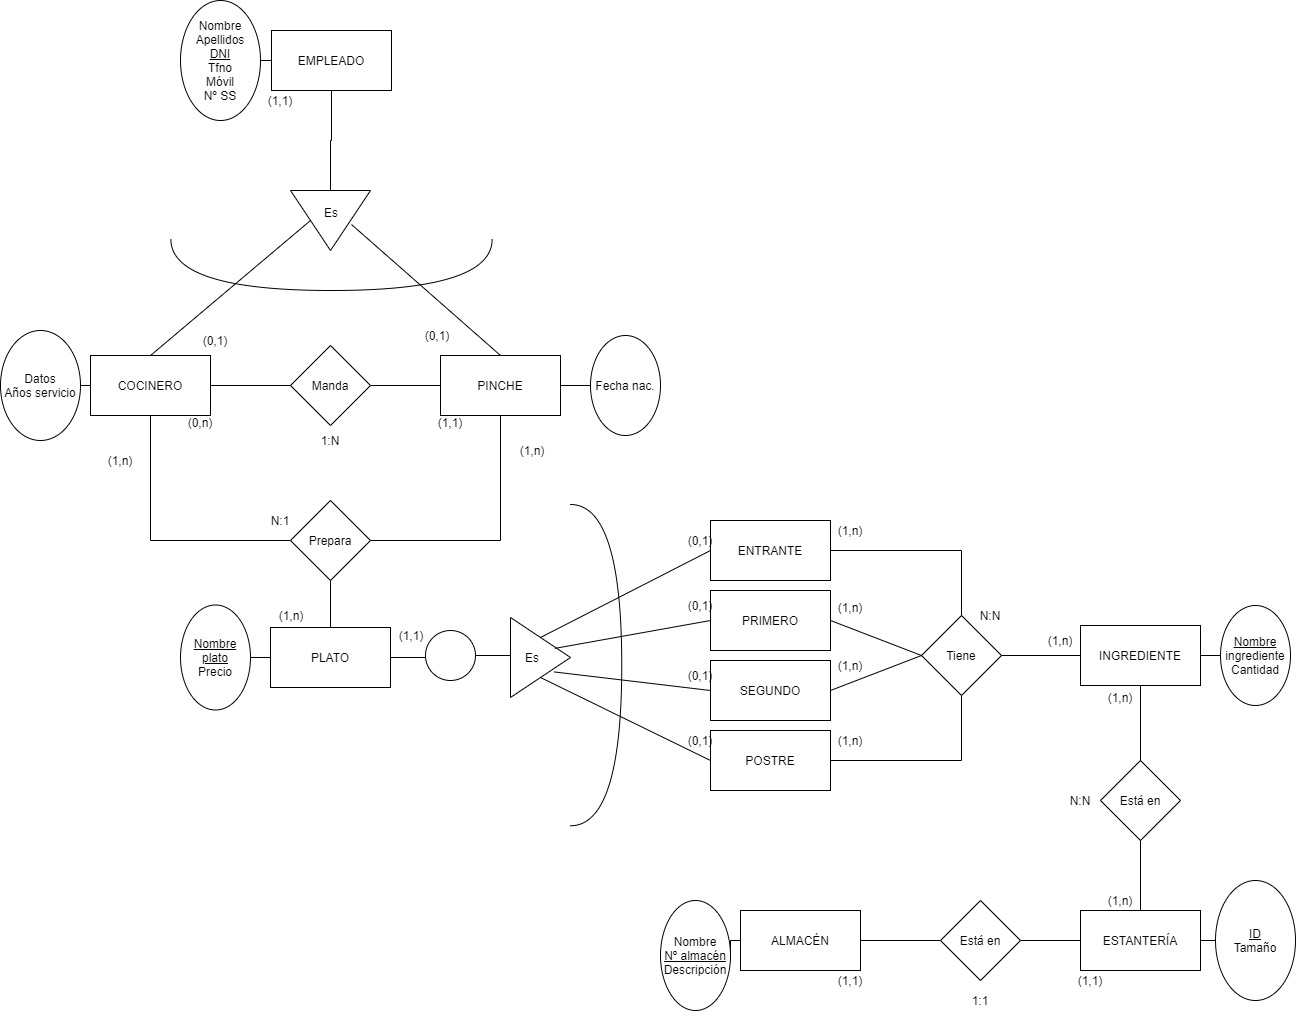 Nombre
Apellidos
DNI
Tfno
Móvil
Nº SS
EMPLEADO
(1,1)
Es
(0,1)
(0,1)
Datos
Años servicio
COCINERO
Manda
PINCHE
Fecha nac.
(0,n)
(1,1)
1:N
(1,n)
(1,n)
N:1
Prepara
(1,n)
Nombre
plato
Precio
PLATO
(1,1)
Es
(0,1)
ENTRANTE
(1,n)
(0,1)
PRIMERO
(1,n)
(0,1)
SEGUNDO
(1,n)
(0,1)
POSTRE
(1,n)
N:N
Tiene
(1,n)
INGREDIENTE
Nombre
ingrediente
Cantidad
(1,n)
N:N
Está en
(1,n)
Nombre
Nº almacén
Descripción
ALMACÉN
(1,1)
Está en
1:1
ESTANTERÍA
(1,1)
ID
Tamaño